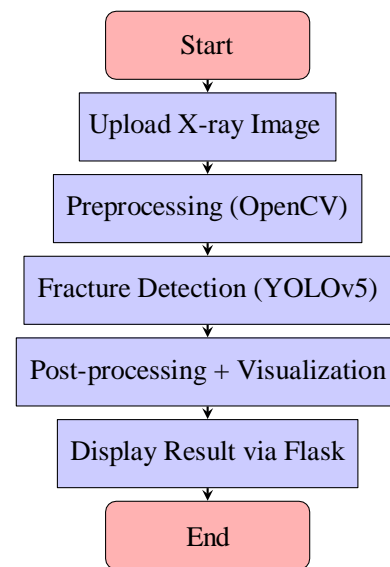 Start
Upload X-ray Image
Preprocessing (OpenCV)
Fracture Detection (YOLOv5)
Post-processing + Visualization
Display Result via Flask
End